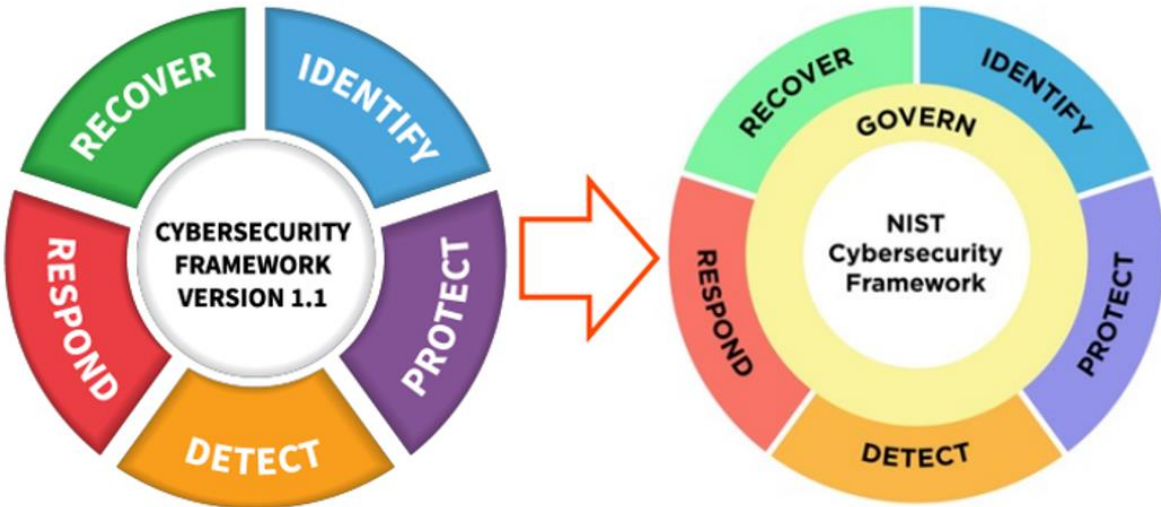 RECOVER
IDENTIFY
PROTECT
DETECT
RESPOND
CYBERSECURITY
FRAMEWORK
VERSION 1.1
RECOVER
IDENTIFY
PROTECT
DETECT
RESPOND
GOVERN
NIST
Cybersecurity
Framework